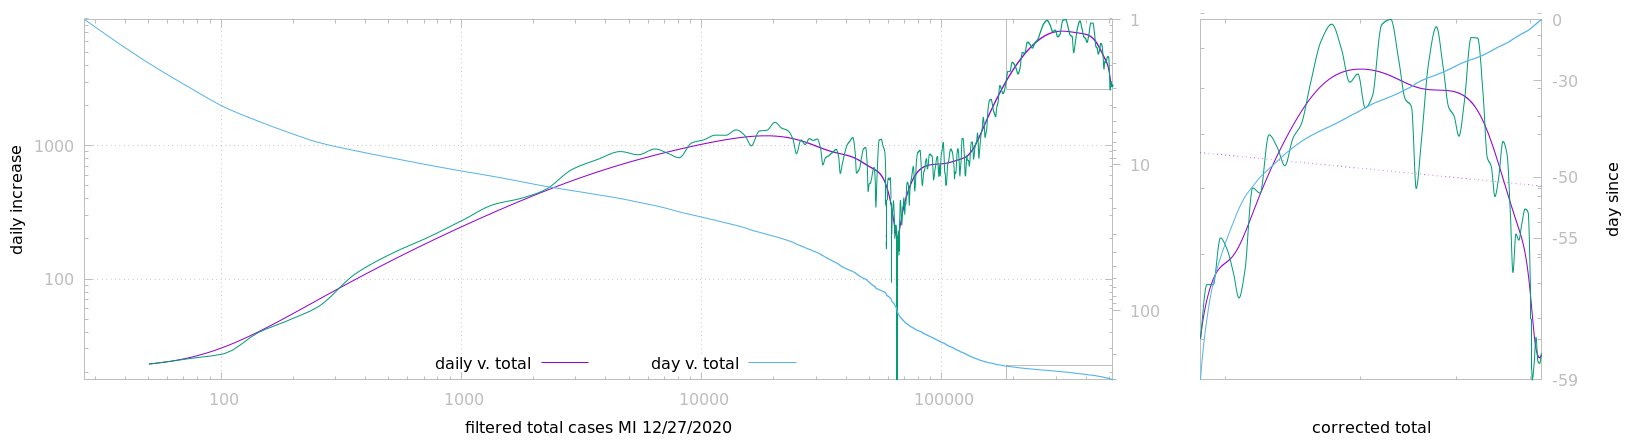 daily increase
1000
100
100
1000
10000
100000
1
10
100
daily v. total
day v. total
filtered total cases MI 12/27/2020
0
-30
-50
-55
-59
day since
corrected total